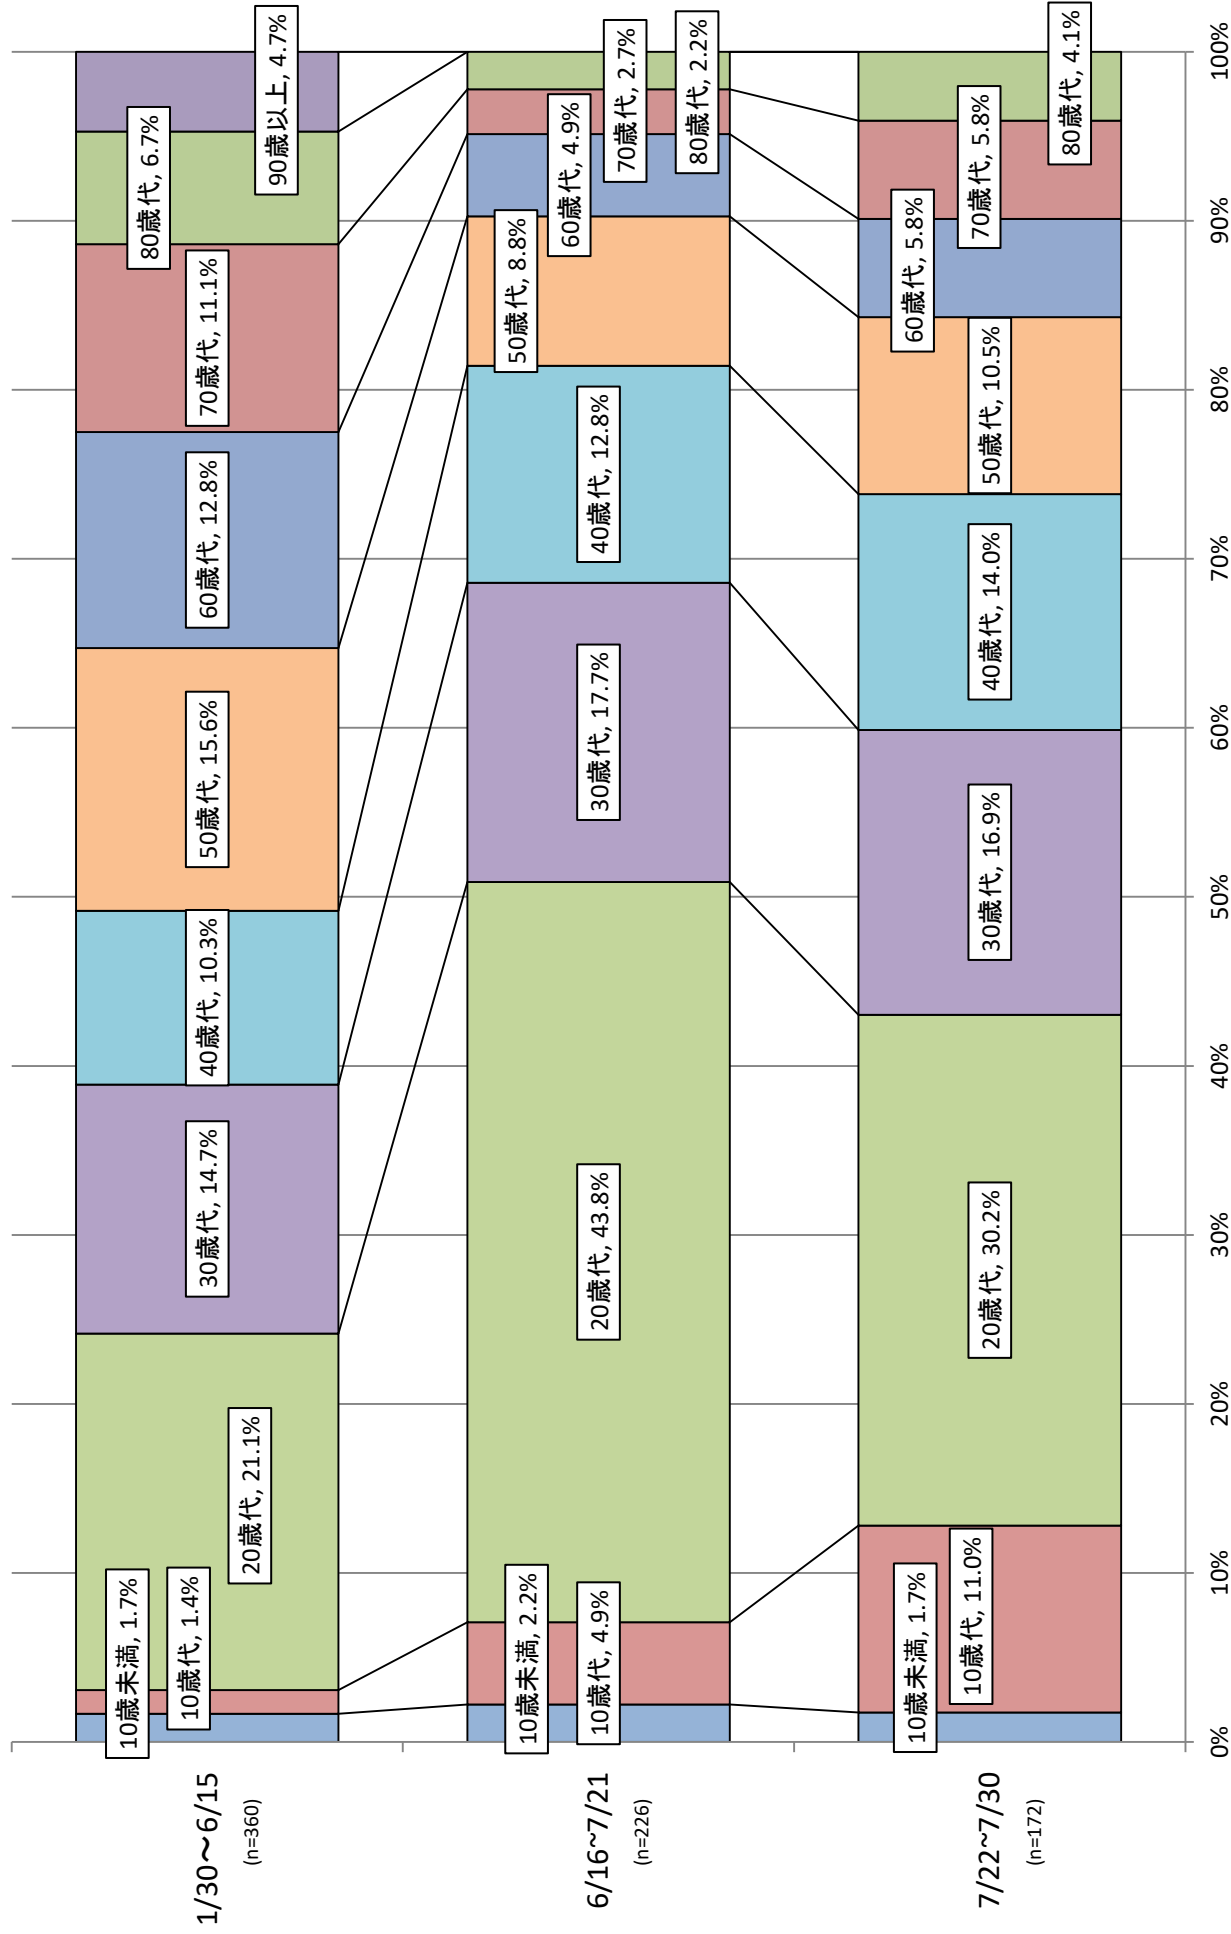 1/30～6/15
(n=360)
10歳未満, 1.7%
10歳代, 1.4%
20歳代, 21.1%
30歳代, 14.7%
40歳代, 10.3%
50歳代, 15.6%
60歳代, 12.8%
70歳代, 11.1%
80歳代, 6.7%
90歳以上, 4.7%
6/16~7/21
(n=226)
10歳未満, 2.2%
10歳代, 4.9%
20歳代, 43.8%
30歳代, 17.7%
40歳代, 12.8%
50歳代, 8.8%
60歳代, 4.9%
70歳代, 2.7%
80歳代, 2.2%
7/22~7/30
(n=172)
10歳未満, 1.7%
10歳代, 11.0%
20歳代, 30.2%
30歳代, 16.9%
40歳代, 14.0%
50歳代, 10.5%
60歳代, 5.8%
70歳代, 5.8%
80歳代, 4.1%
0%
10%
20%
30%
40%
50%
60%
70%
80%
90%
100%